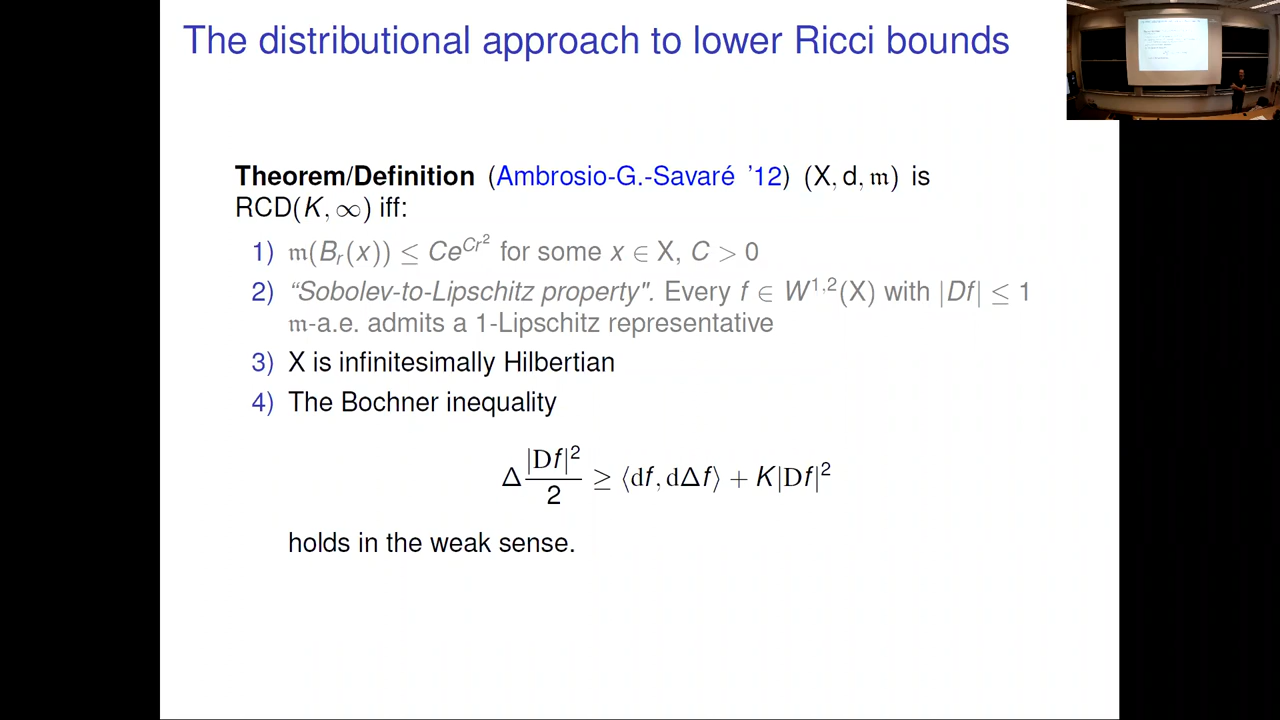 The distributional approach to lower Ricci bounds
Theorem/Definition (Ambrosio-G.-Savaré '12) (X, d, 𝔪) is
RCD(K, ∞) iff:
1) 𝔪(B_r(x)) ≤ Ce^{Cr^2} for some x ∈ X, C > 0
2) “Sobolev-to-Lipschitz property". Every f ∈ W^{1,2}(X) with |Df| ≤ 1
𝔪-a.e. admits a 1-Lipschitz representative
3) X is infinitesimally Hilbertian
4) The Bochner inequality
Δ|Df|^2/2 ≥ ⟨df, dΔf⟩ + K|Df|^2
holds in the weak sense.